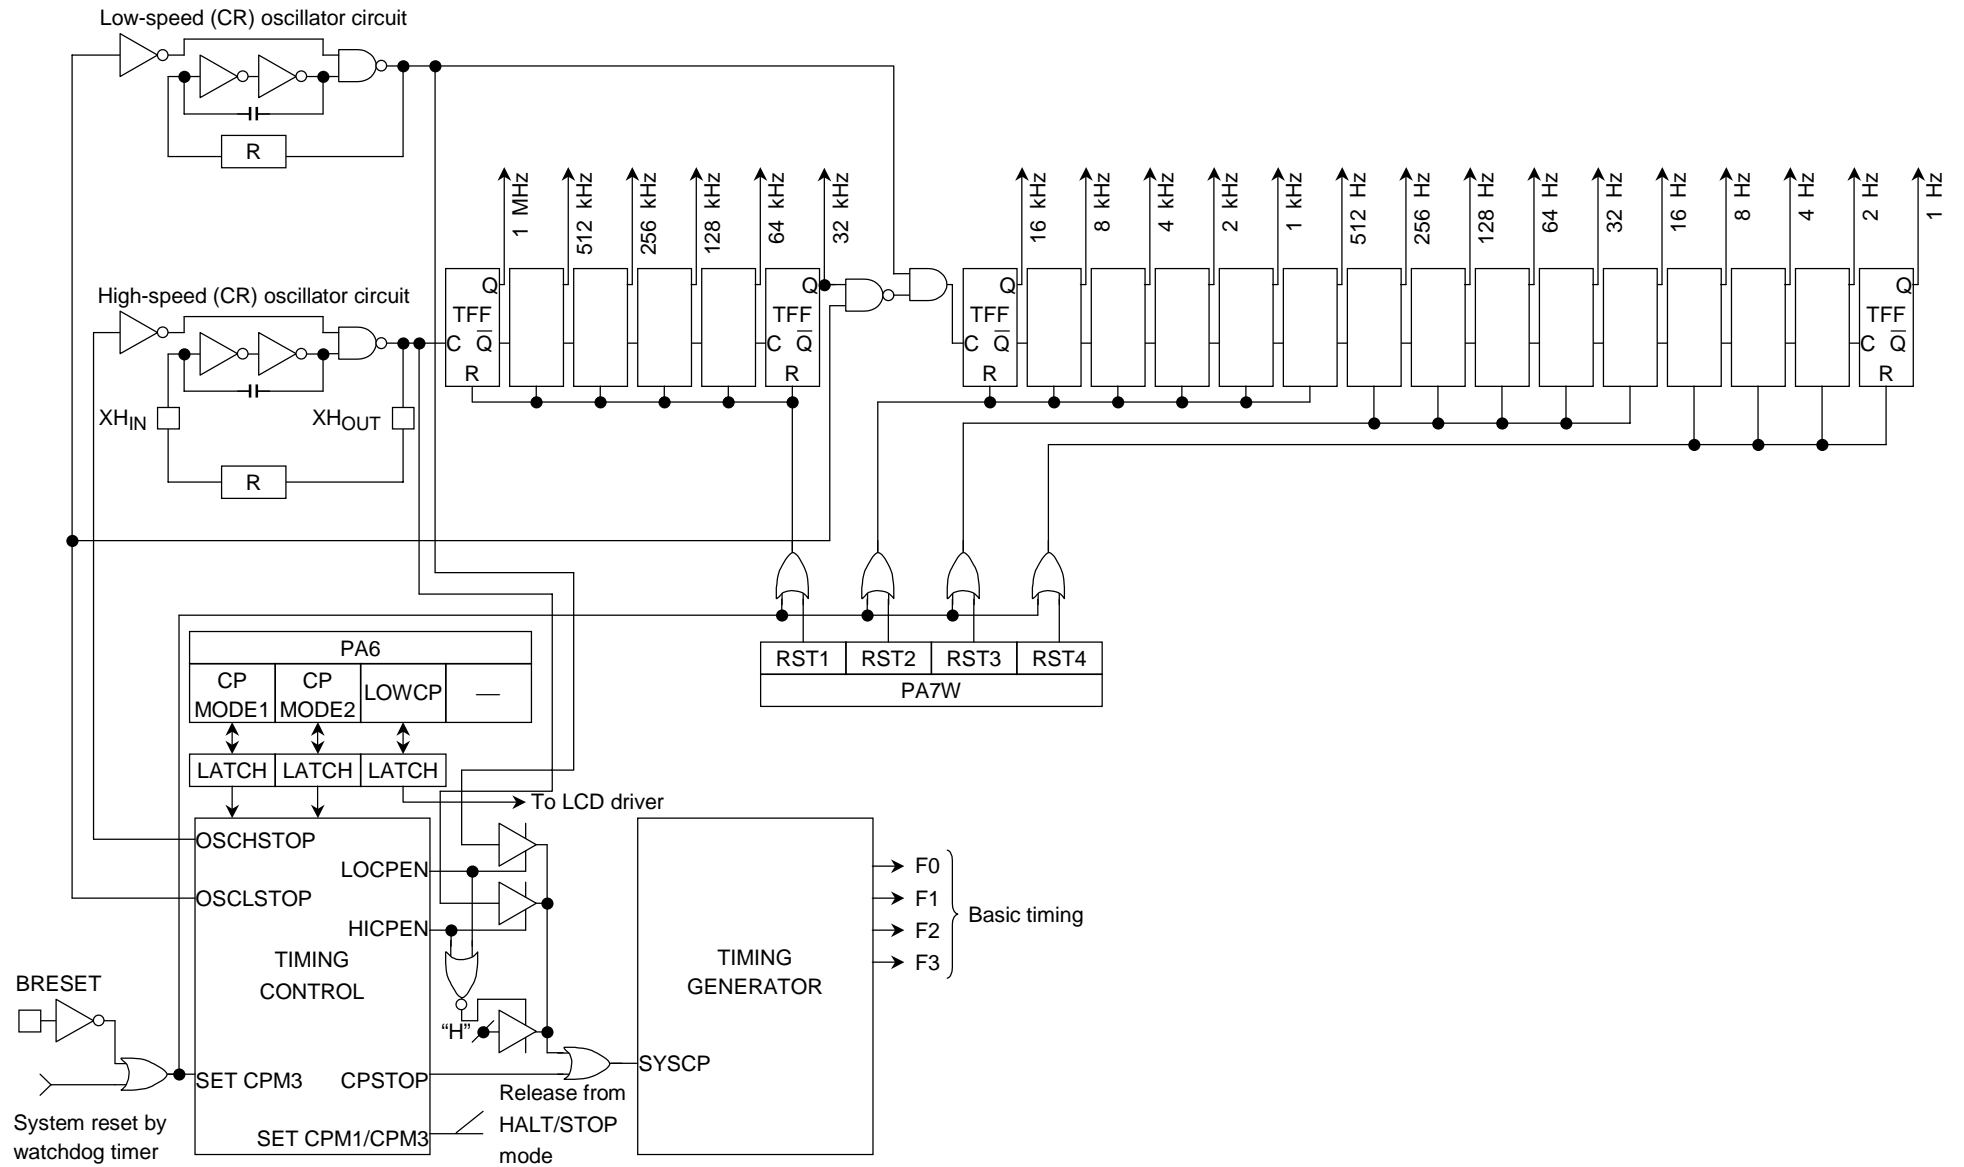 Low-speed (CR) oscillator circuit
R
High-speed (CR) oscillator circuit
XHIN
XHOUT
R
1 MHz
512 kHz
256 kHz
128 kHz
64 kHz
32 kHz
16 kHz
8 kHz
4 kHz
2 kHz
1 kHz
512 Hz
256 Hz
128 Hz
64 Hz
32 Hz
16 Hz
8 Hz
4 Hz
2 Hz
1 Hz
Q
TFF
C Q̅
R
Q
TFF
C Q̅
R
Q
TFF
C Q̅
R
Q
TFF
C Q̅
R
RST1 RST2 RST3 RST4
PA7W
PA6
CP MODE1
CP MODE2
LOWCP
—
LATCH LATCH LATCH
To LCD driver
OSCHSTOP
LOCPEN
OSCLSTOP
HICPEN
TIMING
CONTROL
SET CPM3
CPSTOP
SET CPM1/CPM3
“H”
BRESET
System reset by
watchdog timer
Release from
HALT/STOP
mode
TIMING
GENERATOR
SYSCP
F0
F1
F2
F3
Basic timing